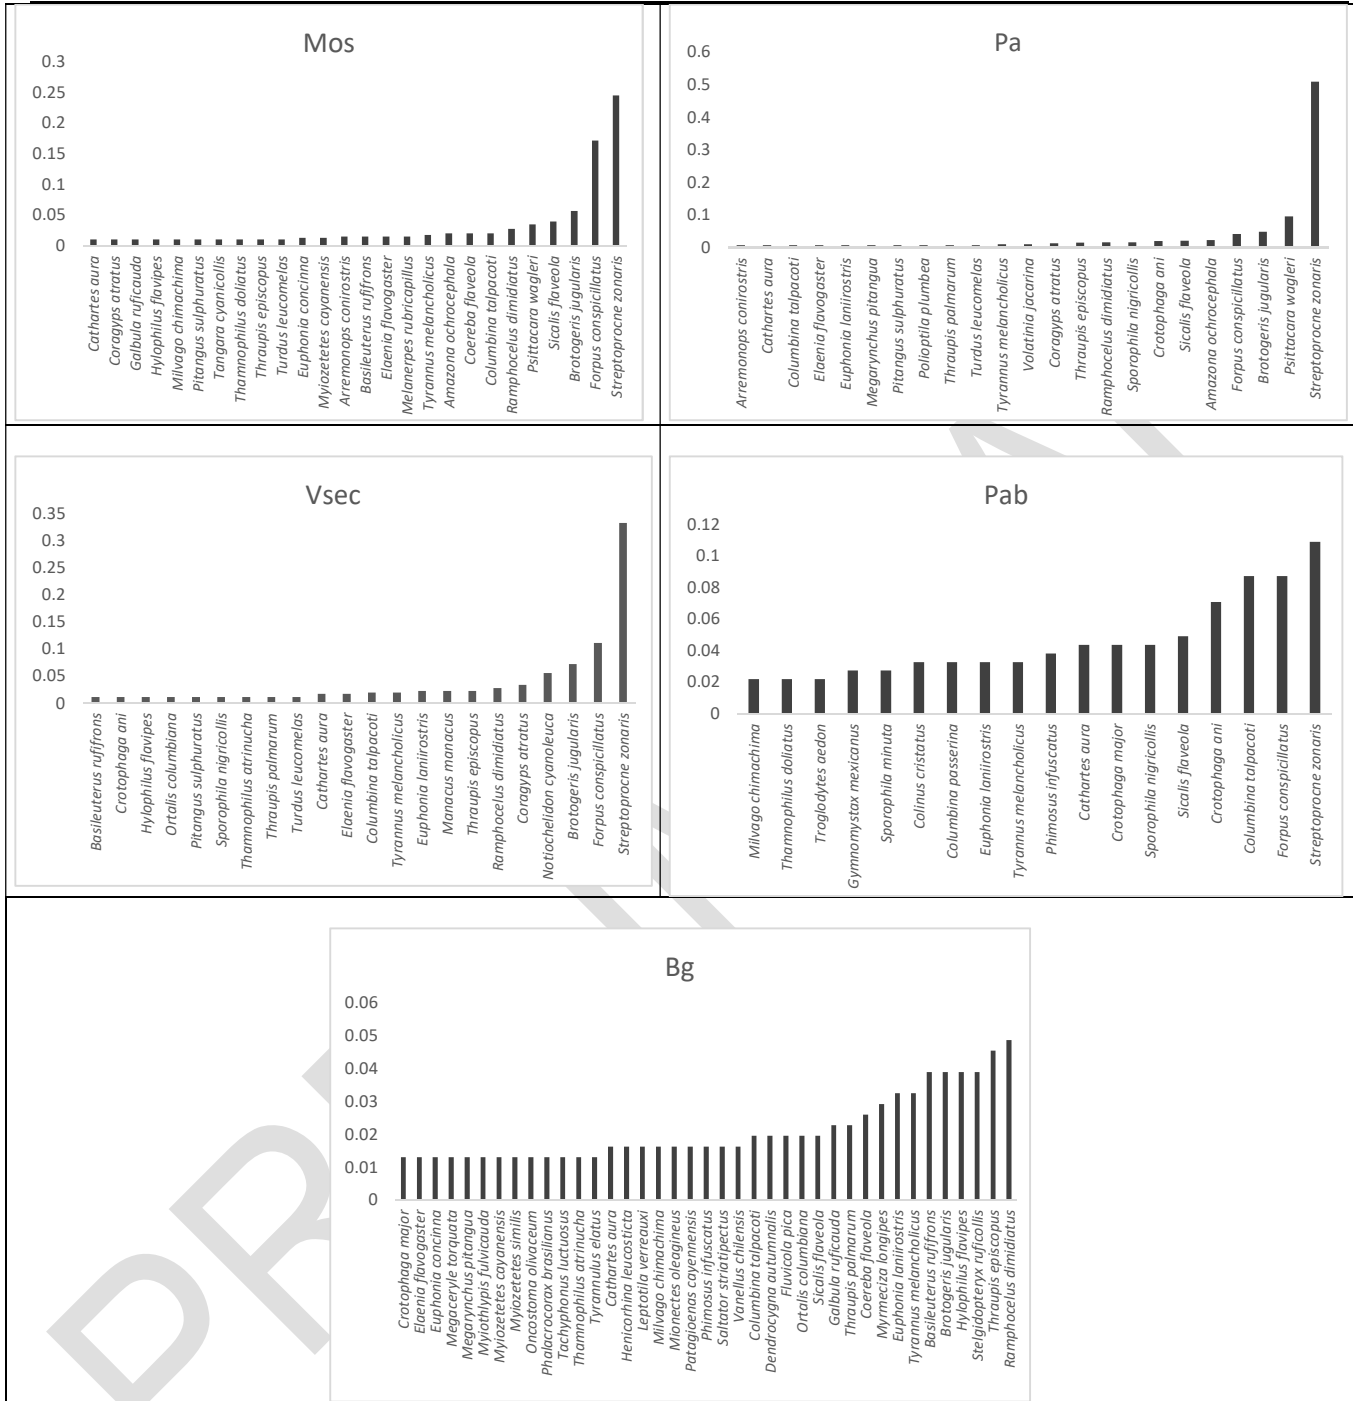 Mos
0.3
0.25
0.2
0.15
0.1
0.05
0
Cathartes aura
Coragyps atratus
Galbula ruficauda
Hylophilus flavipes
Milvago chimachima
Pitangus sulphuratus
Tangara cyanicollis
Thamnophilus doliatus
Thraupis episcopus
Turdus leucomelas
Euphonia concinna
Myiozetetes cayanensis
Arremonops conirostris
Basileuterus rufifrons
Elaenia flavogaster
Melanerpes rubricapillus
Tyrannus melancholicus
Amazona ochrocephala
Coereba flaveola
Columbina talpacoti
Ramphocelus dimidiatus
Psittacara wagleri
Sicalis flaveola
Brotogeris jugularis
Forpus conspicillatus
Streptoprocne zonaris
Pa
0.6
0.5
0.4
0.3
0.2
0.1
0
Arremonops conirostris
Cathartes aura
Columbina talpacoti
Elaenia flavogaster
Euphonia laniirostris
Megarynchus pitangua
Pitangus sulphuratus
Polioptila plumbea
Thraupis palmarum
Turdus leucomelas
Tyrannus melancholicus
Volatinia jacarina
Coragyps atratus
Thraupis episcopus
Ramphocelus dimidiatus
Sporophila nigricollis
Crotophaga ani
Sicalis flaveola
Amazona ochrocephala
Forpus conspicillatus
Brotogeris jugularis
Psittacara wagleri
Streptoprocne zonaris
Vsec
0.35
0.3
0.25
0.2
0.15
0.1
0.05
0
Basileuterus rufifrons
Crotophaga ani
Hylophilus flavipes
Ortalis columbiana
Pitangus sulphuratus
Sporophila nigricollis
Thamnophilus atrinucha
Thraupis palmarum
Turdus leucomelas
Cathartes aura
Elaenia flavogaster
Columbina talpacoti
Tyrannus melancholicus
Euphonia laniirostris
Manacus manacus
Thraupis episcopus
Ramphocelus dimidiatus
Coragyps atratus
Notiochelidon cyanoleuca
Brotogeris jugularis
Forpus conspicillatus
Streptoprocne zonaris
Pab
0.12
0.1
0.08
0.06
0.04
0.02
0
Milvago chimachima
Thamnophilus doliatus
Troglodytes aedon
Gymnomystax mexicanus
Sporophila minuta
Colinus cristatus
Columbina passerina
Euphonia laniirostris
Tyrannus melancholicus
Phimosus infuscatus
Cathartes aura
Crotophaga major
Sporophila nigricollis
Sicalis flaveola
Crotophaga ani
Columbina talpacoti
Forpus conspicillatus
Streptoprocne zonaris
Bg
0.06
0.05
0.04
0.03
0.02
0.01
0
Crotophaga major
Elaenia flavogaster
Euphonia concinna
Megaceryle torquata
Megarynchus pitangua
Myiothlypis fulvicauda
Myiozetetes cayanensis
Myiozetetes similis
Oncostoma olivaceum
Phalacrocorax brasilianus
Tachyphonus luctuosus
Thamnophilus atrinucha
Tyrannulus elatus
Cathartes aura
Henicorhina leucosticta
Leptotila verreauxi
Milvago chimachima
Mionectes oleagineus
Patagioenas cayennensis
Phimosus infuscatus
Saltator striatipectus
Vanellus chilensis
Columbina talpacoti
Dendrocygna autumnalis
Fluvicola pica
Ortalis columbiana
Sicalis flaveola
Galbula ruficauda
Thraupis palmarum
Coereba flaveola
Myrmeciza longipes
Euphonia laniirostris
Tyrannus melancholicus
Basileuterus rufifrons
Brotogeris jugularis
Hylophilus flavipes
Stelgidopteryx ruficollis
Thraupis episcopus
Ramphocelus dimidiatus